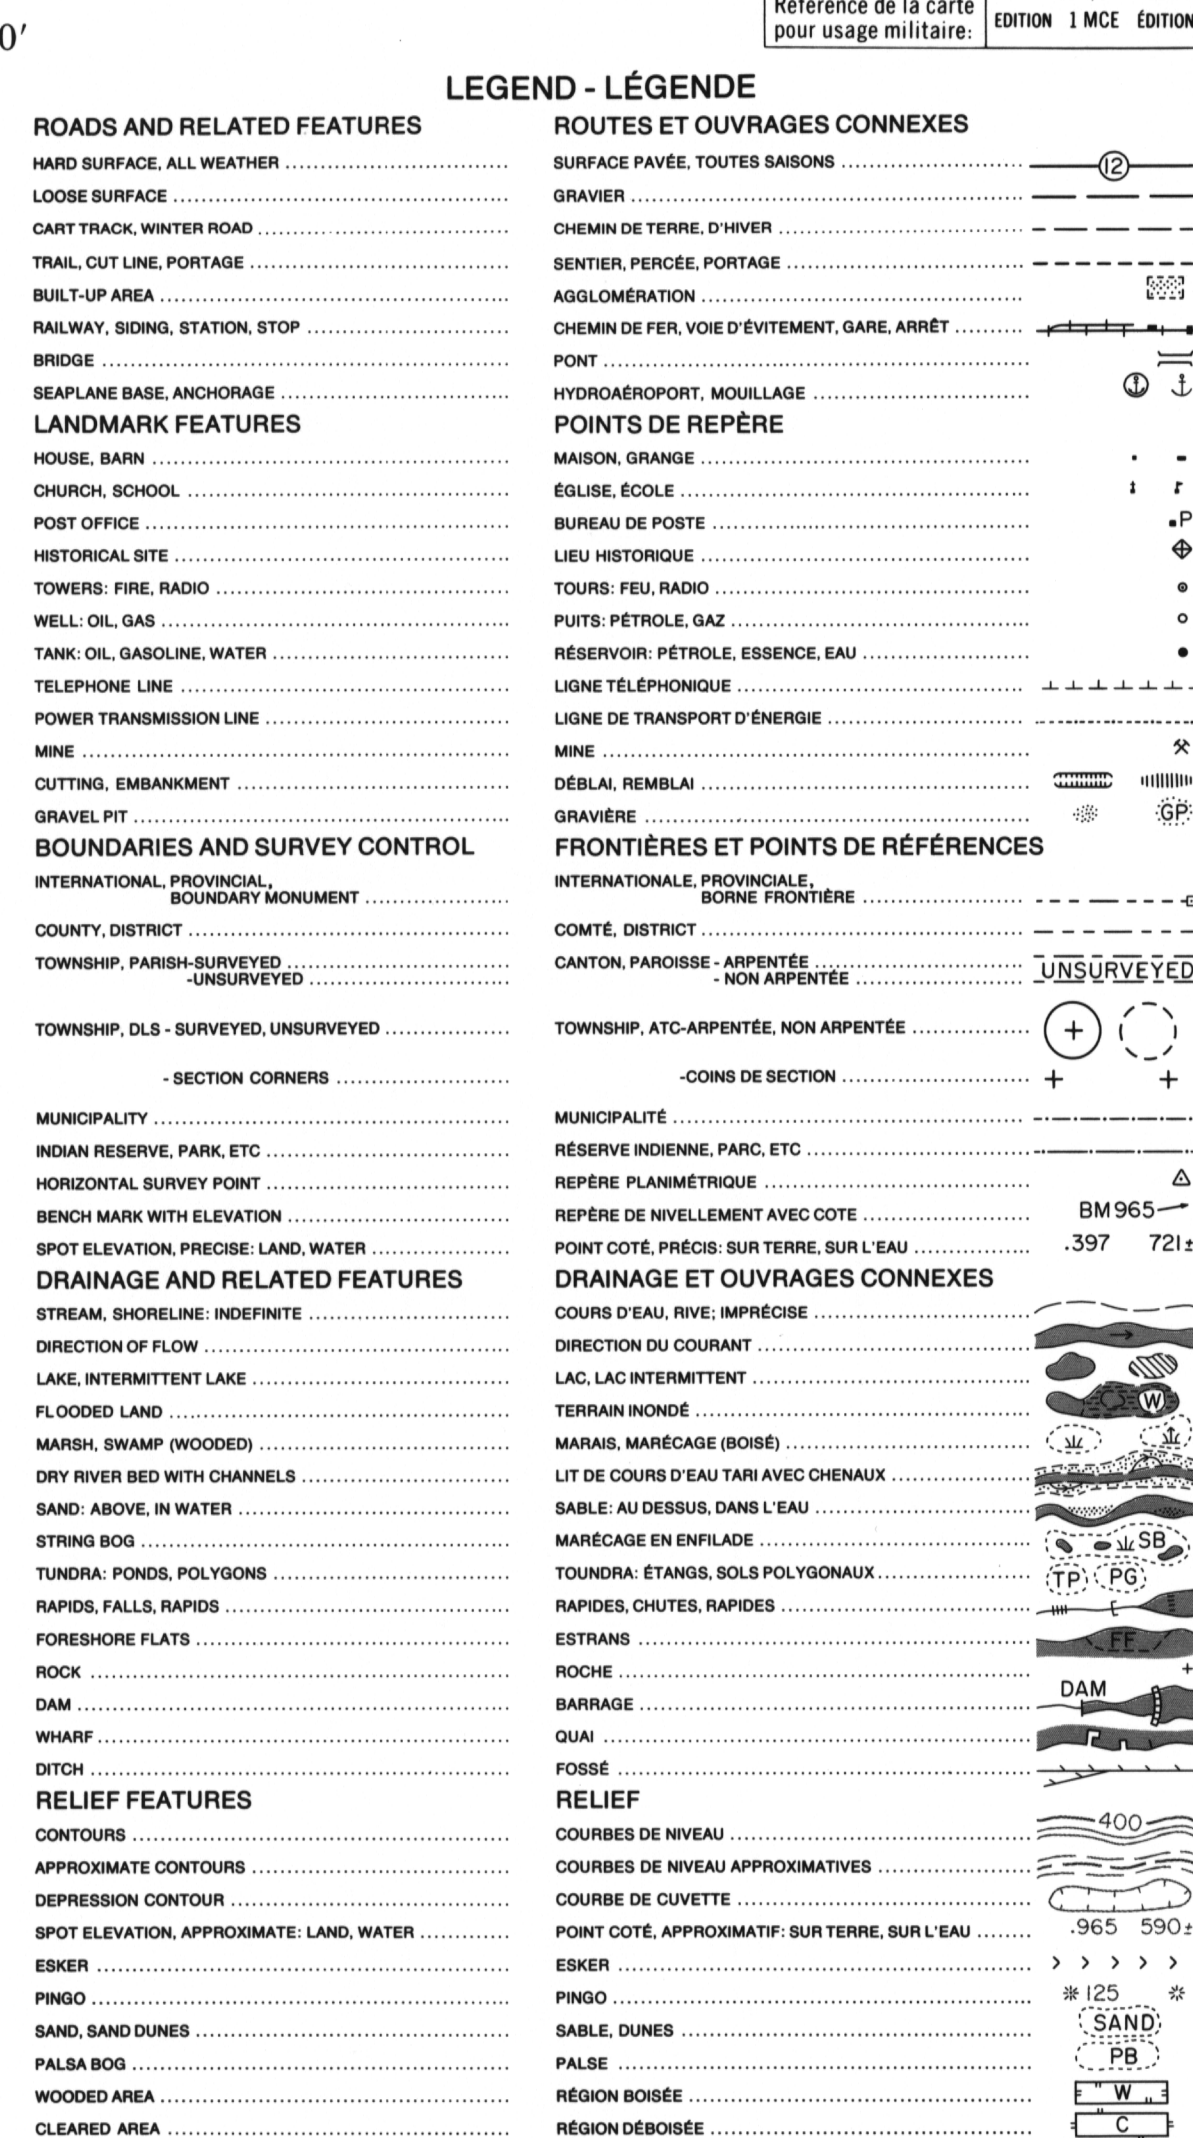 0′
Référence de la carte
pour usage militaire:
EDITION 1 MCE ÉDITION
LEGEND - LÉGENDE
ROADS AND RELATED FEATURES ROUTES ET OUVRAGES CONNEXES
HARD SURFACE, ALL WEATHER SURFACE PAVÉE, TOUTES SAISONS 12
LOOSE SURFACE GRAVIER
CART TRACK, WINTER ROAD CHEMIN DE TERRE, D'HIVER
TRAIL, CUT LINE, PORTAGE SENTIER, PERCÉE, PORTAGE
BUILT-UP AREA AGGLOMÉRATION
RAILWAY, SIDING, STATION, STOP CHEMIN DE FER, VOIE D'ÉVITEMENT, GARE, ARRÊT
BRIDGE PONT
SEAPLANE BASE, ANCHORAGE HYDROAÉROPORT, MOUILLAGE
LANDMARK FEATURES POINTS DE REPÈRE
HOUSE, BARN MAISON, GRANGE
CHURCH, SCHOOL ÉGLISE, ÉCOLE
POST OFFICE BUREAU DE POSTE P
HISTORICAL SITE LIEU HISTORIQUE
TOWERS: FIRE, RADIO TOURS: FEU, RADIO
WELL: OIL, GAS PUITS: PÉTROLE, GAZ
TANK: OIL, GASOLINE, WATER RÉSERVOIR: PÉTROLE, ESSENCE, EAU
TELEPHONE LINE LIGNE TÉLÉPHONIQUE
POWER TRANSMISSION LINE LIGNE DE TRANSPORT D'ÉNERGIE
MINE MINE
CUTTING, EMBANKMENT DÉBLAI, REMBLAI
GRAVEL PIT GRAVIÈRE GP
BOUNDARIES AND SURVEY CONTROL FRONTIÈRES ET POINTS DE RÉFÉRENCES
INTERNATIONAL, PROVINCIAL, INTERNATIONALE, PROVINCIALE,
BOUNDARY MONUMENT BORNE FRONTIÈRE
COUNTY, DISTRICT COMTÉ, DISTRICT
TOWNSHIP, PARISH-SURVEYED CANTON, PAROISSE - ARPENTÉE
-UNSURVEYED - NON ARPENTÉE UNSURVEYED
TOWNSHIP, DLS - SURVEYED, UNSURVEYED TOWNSHIP, ATC-ARPENTÉE, NON ARPENTÉE
- SECTION CORNERS -COINS DE SECTION
MUNICIPALITY MUNICIPALITÉ
INDIAN RESERVE, PARK, ETC RÉSERVE INDIENNE, PARC, ETC
HORIZONTAL SURVEY POINT REPÈRE PLANIMÉTRIQUE
BENCH MARK WITH ELEVATION REPÈRE DE NIVELLEMENT AVEC COTE BM 965
SPOT ELEVATION, PRECISE: LAND, WATER POINT COTÉ, PRÉCIS: SUR TERRE, SUR L'EAU .397 721±
DRAINAGE AND RELATED FEATURES DRAINAGE ET OUVRAGES CONNEXES
STREAM, SHORELINE: INDEFINITE COURS D'EAU, RIVE; IMPRÉCISE
DIRECTION OF FLOW DIRECTION DU COURANT
LAKE, INTERMITTENT LAKE LAC, LAC INTERMITTENT
FLOODED LAND TERRAIN INONDÉ W
MARSH, SWAMP (WOODED) MARAIS, MARÉCAGE (BOISÉ)
DRY RIVER BED WITH CHANNELS LIT DE COURS D'EAU TARI AVEC CHENAUX
SAND: ABOVE, IN WATER SABLE: AU DESSUS, DANS L'EAU
STRING BOG MARÉCAGE EN ENFILADE SB
TUNDRA: PONDS, POLYGONS TOUNDRA: ÉTANGS, SOLS POLYGONAUX TP PG
RAPIDS, FALLS, RAPIDS RAPIDES, CHUTES, RAPIDES
FORESHORE FLATS ESTRANS FF
ROCK ROCHE
DAM BARRAGE DAM
WHARF QUAI
DITCH FOSSÉ
RELIEF FEATURES RELIEF
CONTOURS COURBES DE NIVEAU 400
APPROXIMATE CONTOURS COURBES DE NIVEAU APPROXIMATIVES
DEPRESSION CONTOUR COURBE DE CUVETTE
SPOT ELEVATION, APPROXIMATE: LAND, WATER POINT COTÉ, APPROXIMATIF: SUR TERRE, SUR L'EAU .965 590±
ESKER ESKER
PINGO PINGO 125
SAND, SAND DUNES SABLE, DUNES SAND
PALSA BOG PALSE PB
WOODED AREA RÉGION BOISÉE W
CLEARED AREA RÉGION DÉBOISÉE C